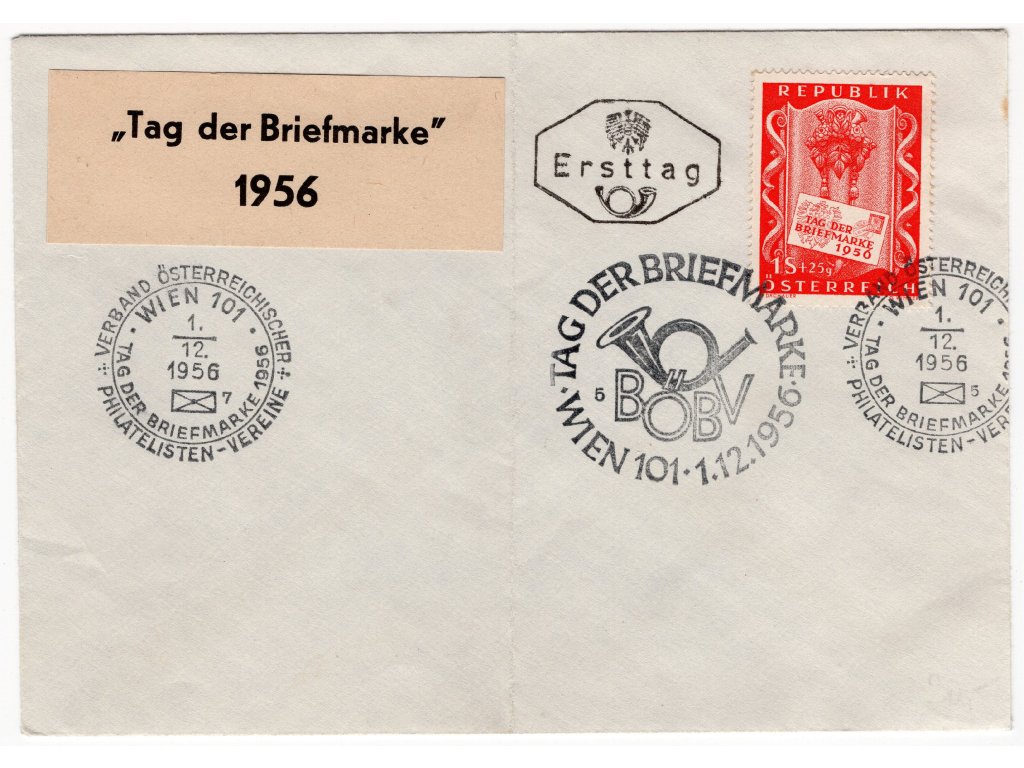 „Tag der Briefmarke”
1956
Ersttag
REPUBLIK
TAG DER
BRIEFMARKE
1956
1S+25g
ÖSTERREICH
VERBAND ÖSTERREICHISCHER
PHILATELISTEN-VEREINE
WIEN 101
TAG DER BRIEFMARKE 1956
1.
12.
1956
7
TAG DER BRIEFMARKE
WIEN 101 · 1.12.1956
5
BÖBV
VERBAND ÖSTERREICH
PHILATELISTEN-VER
WIEN 101
TAG DER BRIEFMARKE
1.
12.
1956
5